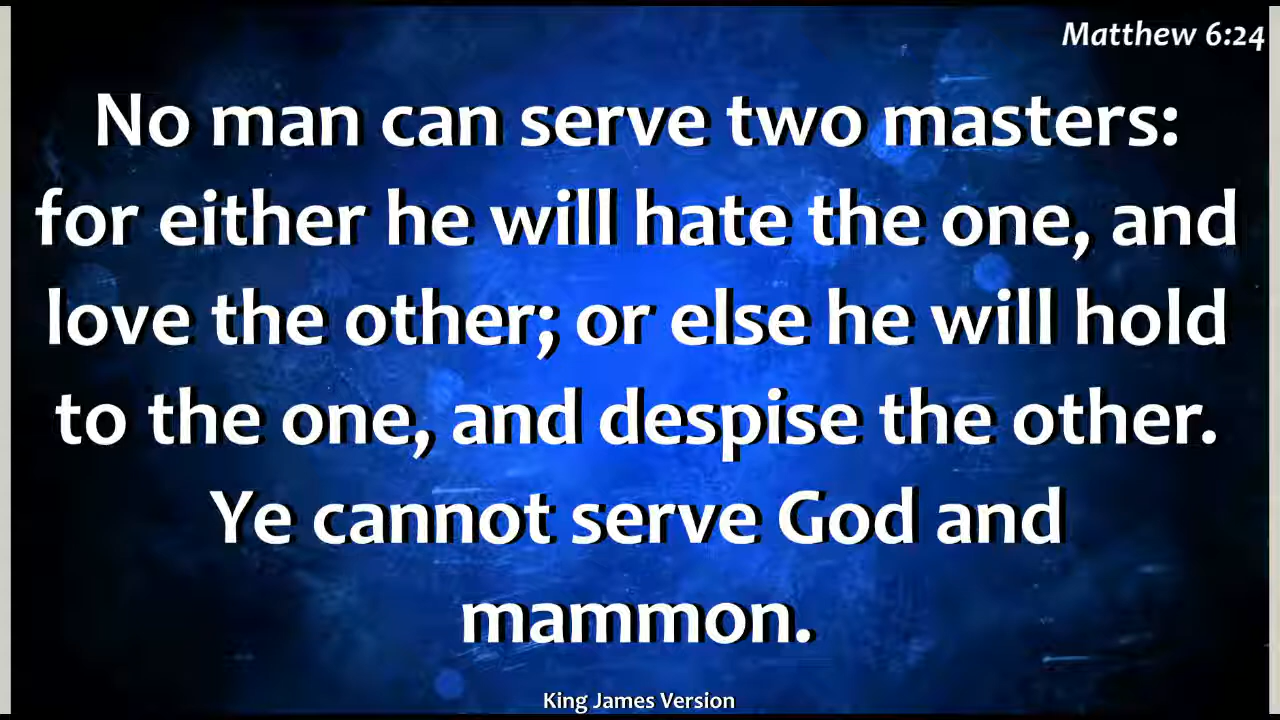 Matthew 6:24
No man can serve two masters:
for either he will hate the one, and
love the other; or else he will hold
to the one, and despise the other.
Ye cannot serve God and
mammon.
King James Version